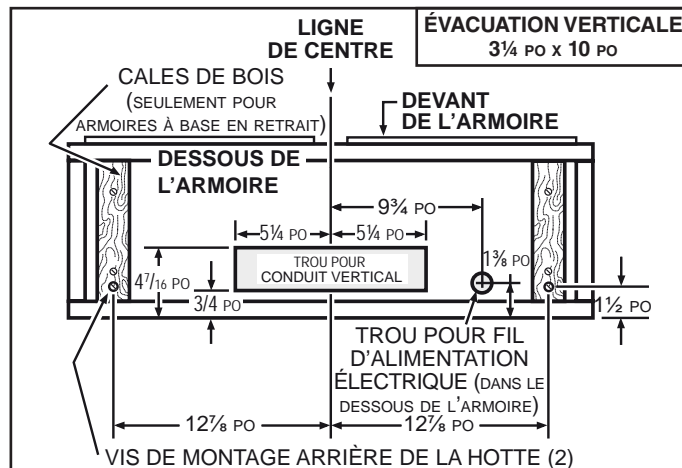 ÉVACUATION VERTICALE
3¼ PO X 10 PO
LIGNE
DE CENTRE
CALES DE BOIS
(SEULEMENT POUR
ARMOIRES À BASE EN RETRAIT)
DEVANT
DE L'ARMOIRE
DESSOUS DE
L'ARMOIRE
9¾ PO
5¼ PO
5¼ PO
TROU POUR
CONDUIT VERTICAL
1⅜ PO
4⁷⁄₁₆ PO
3/4 PO
1½ PO
TROU POUR FIL
D'ALIMENTATION
ÉLECTRIQUE (DANS LE
DESSOUS DE L'ARMOIRE)
12⅞ PO
12⅞ PO
VIS DE MONTAGE ARRIÈRE DE LA HOTTE (2)